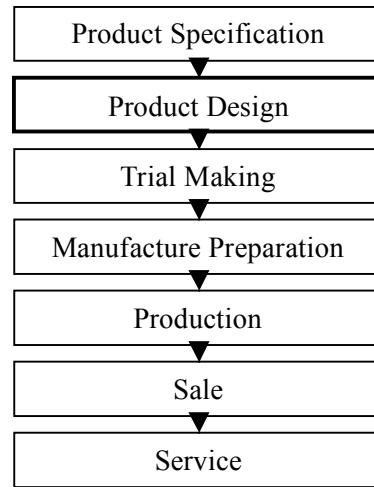 Product Specification
Product Design
Trial Making
Manufacture Preparation
Production
Sale
Service